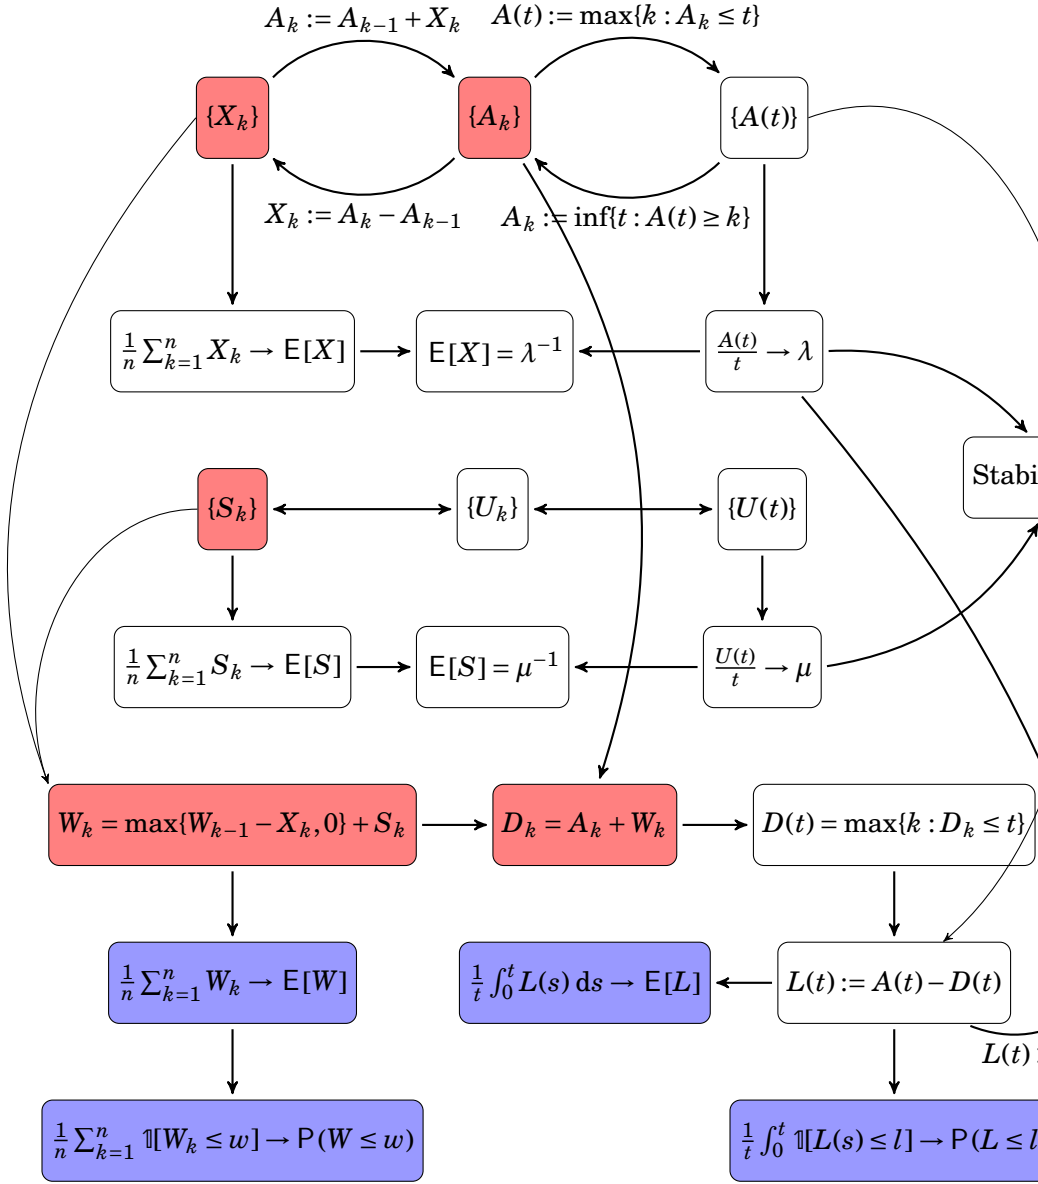 A_k := A_{k−1} + X_k
A(t) := max{k : A_k ≤ t}
{X_k}
{A_k}
{A(t)}
X_k := A_k − A_{k−1}
A_k := inf{t : A(t) ≥ k}
1/n ∑_{k=1}^n X_k → E[X]
E[X] = λ^{−1}
A(t)/t → λ
Stabi
{S_k}
{U_k}
{U(t)}
1/n ∑_{k=1}^n S_k → E[S]
E[S] = μ^{−1}
U(t)/t → μ
W_k = max{W_{k−1} − X_k, 0} + S_k
D_k = A_k + W_k
D(t) = max{k : D_k ≤ t}
1/n ∑_{k=1}^n W_k → E[W]
1/t ∫_0^t L(s) ds → E[L]
L(t) := A(t) − D(t)
L(t)
1/n ∑_{k=1}^n 𝟙[W_k ≤ w] → P(W ≤ w)
1/t ∫_0^t 𝟙[L(s) ≤ l] → P(L ≤ l